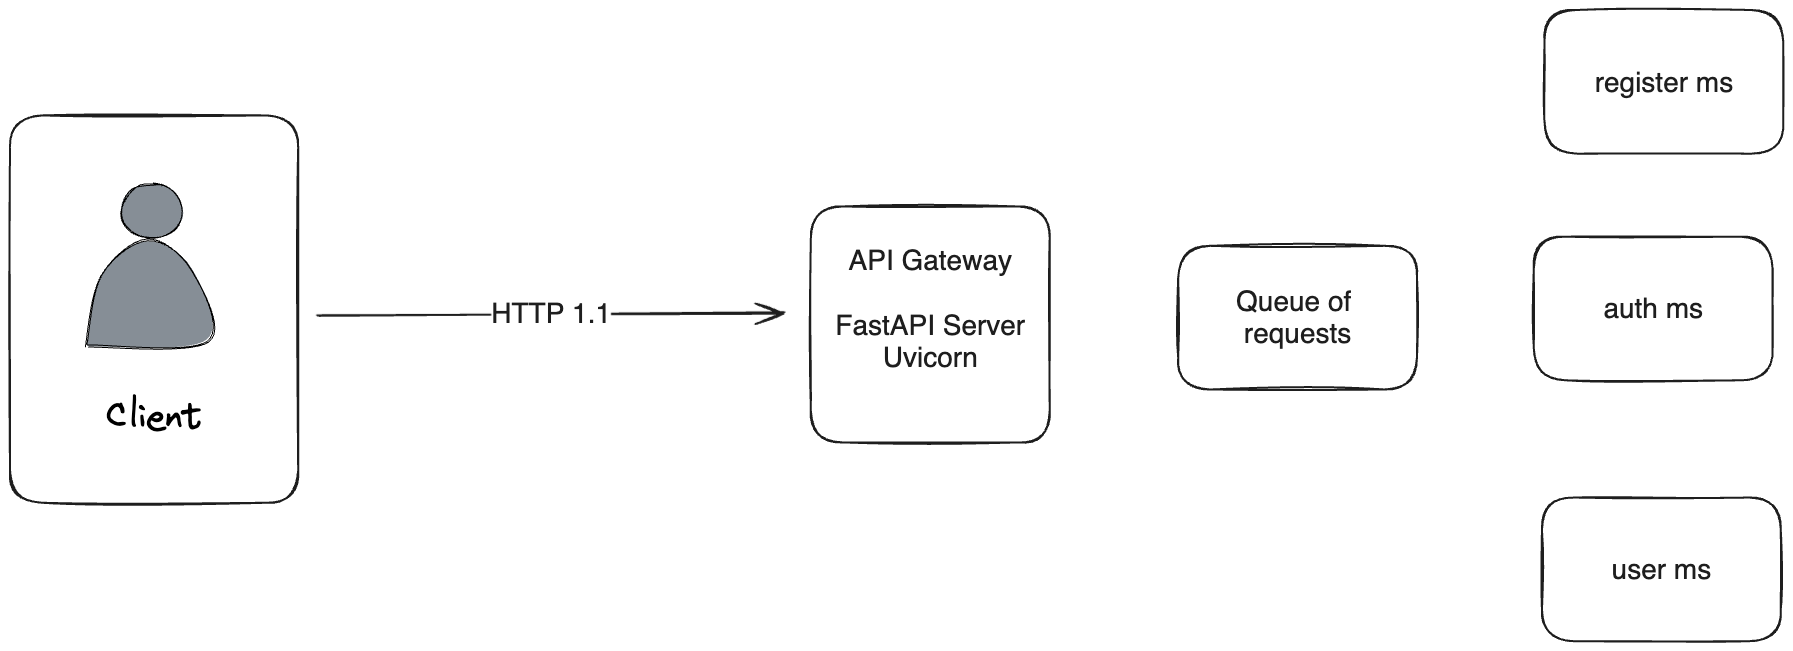 register ms
API Gateway
FastAPI Server
Uvicorn
Queue of
requests
auth ms
HTTP 1.1
Client
user ms